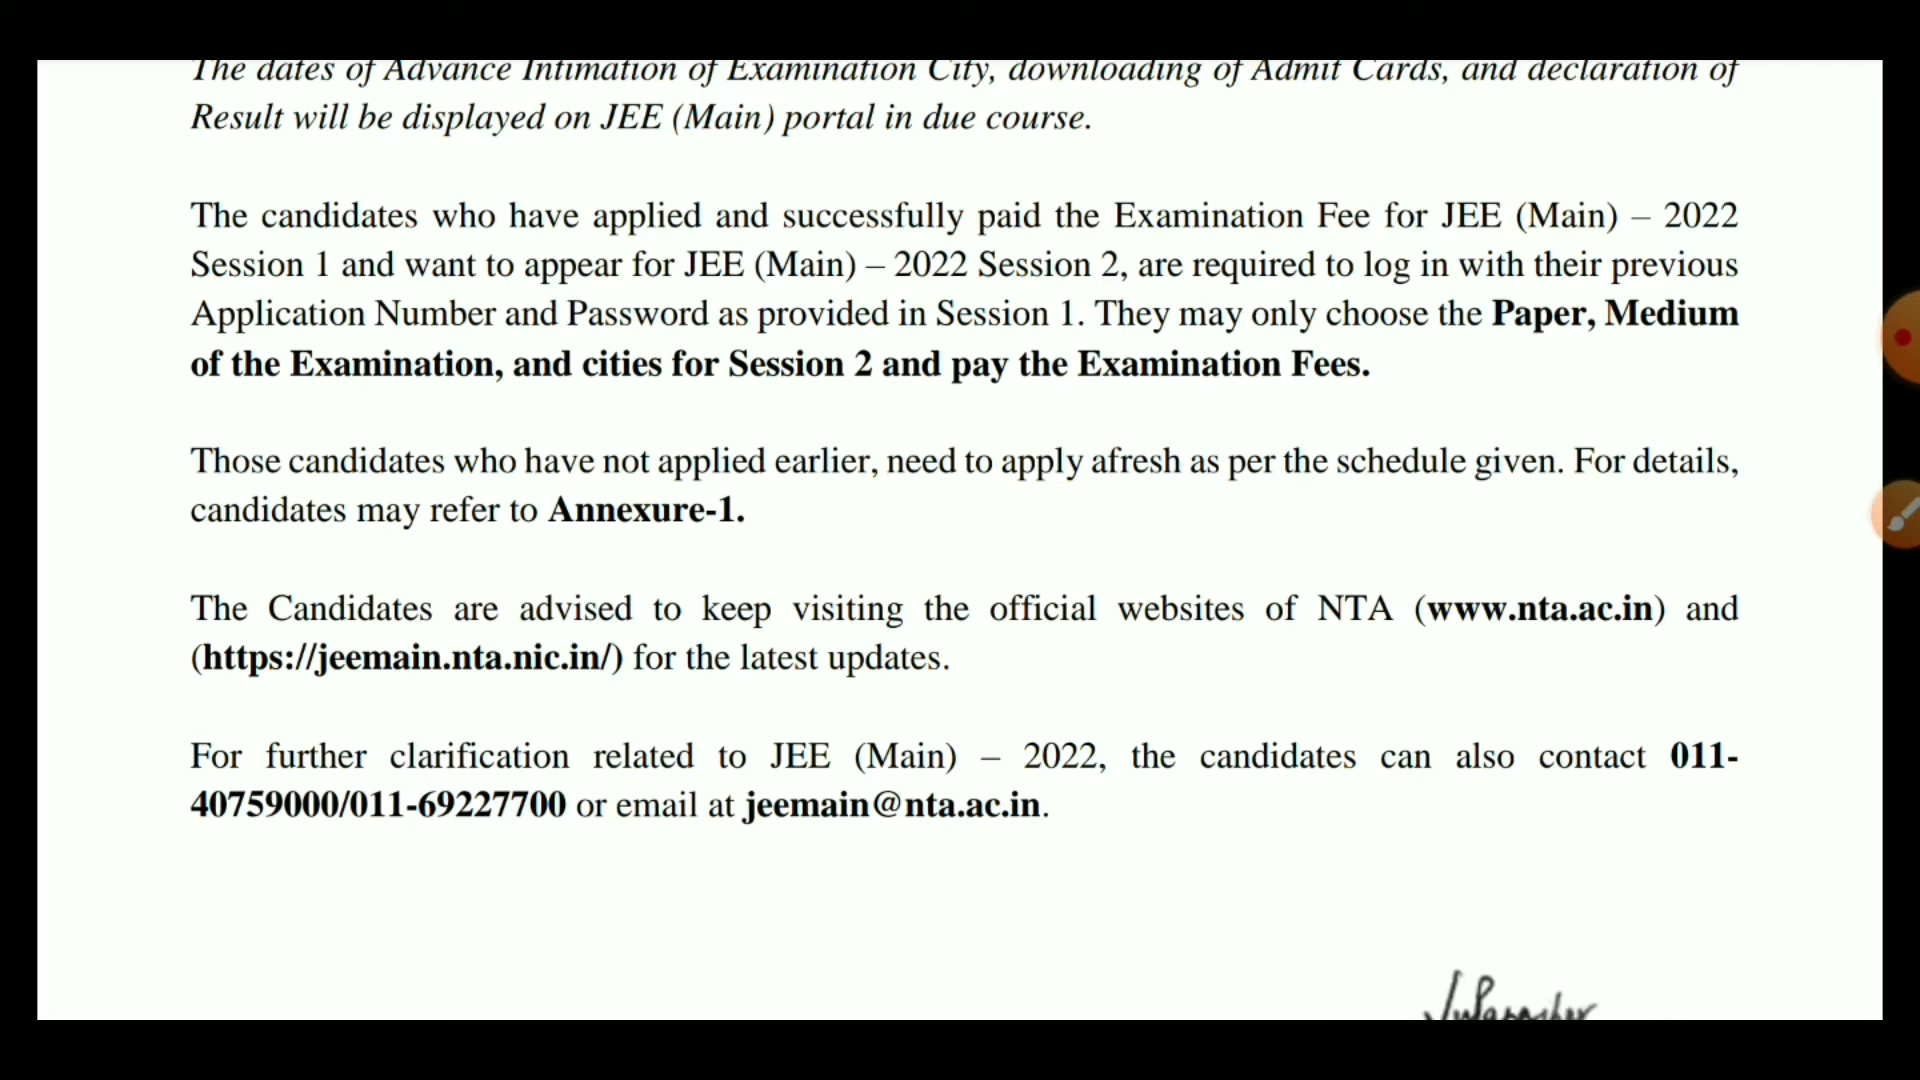 The dates of Advance Intimation of Examination City, downloading of Admit Cards, and declaration of
Result will be displayed on JEE (Main) portal in due course.
The candidates who have applied and successfully paid the Examination Fee for JEE (Main) – 2022
Session 1 and want to appear for JEE (Main) – 2022 Session 2, are required to log in with their previous
Application Number and Password as provided in Session 1. They may only choose the Paper, Medium
of the Examination, and cities for Session 2 and pay the Examination Fees.
Those candidates who have not applied earlier, need to apply afresh as per the schedule given. For details,
candidates may refer to Annexure-1.
The Candidates are advised to keep visiting the official websites of NTA (www.nta.ac.in) and
(https://jeemain.nta.nic.in/) for the latest updates.
For further clarification related to JEE (Main) – 2022, the candidates can also contact 011-
40759000/011-69227700 or email at jeemain@nta.ac.in.